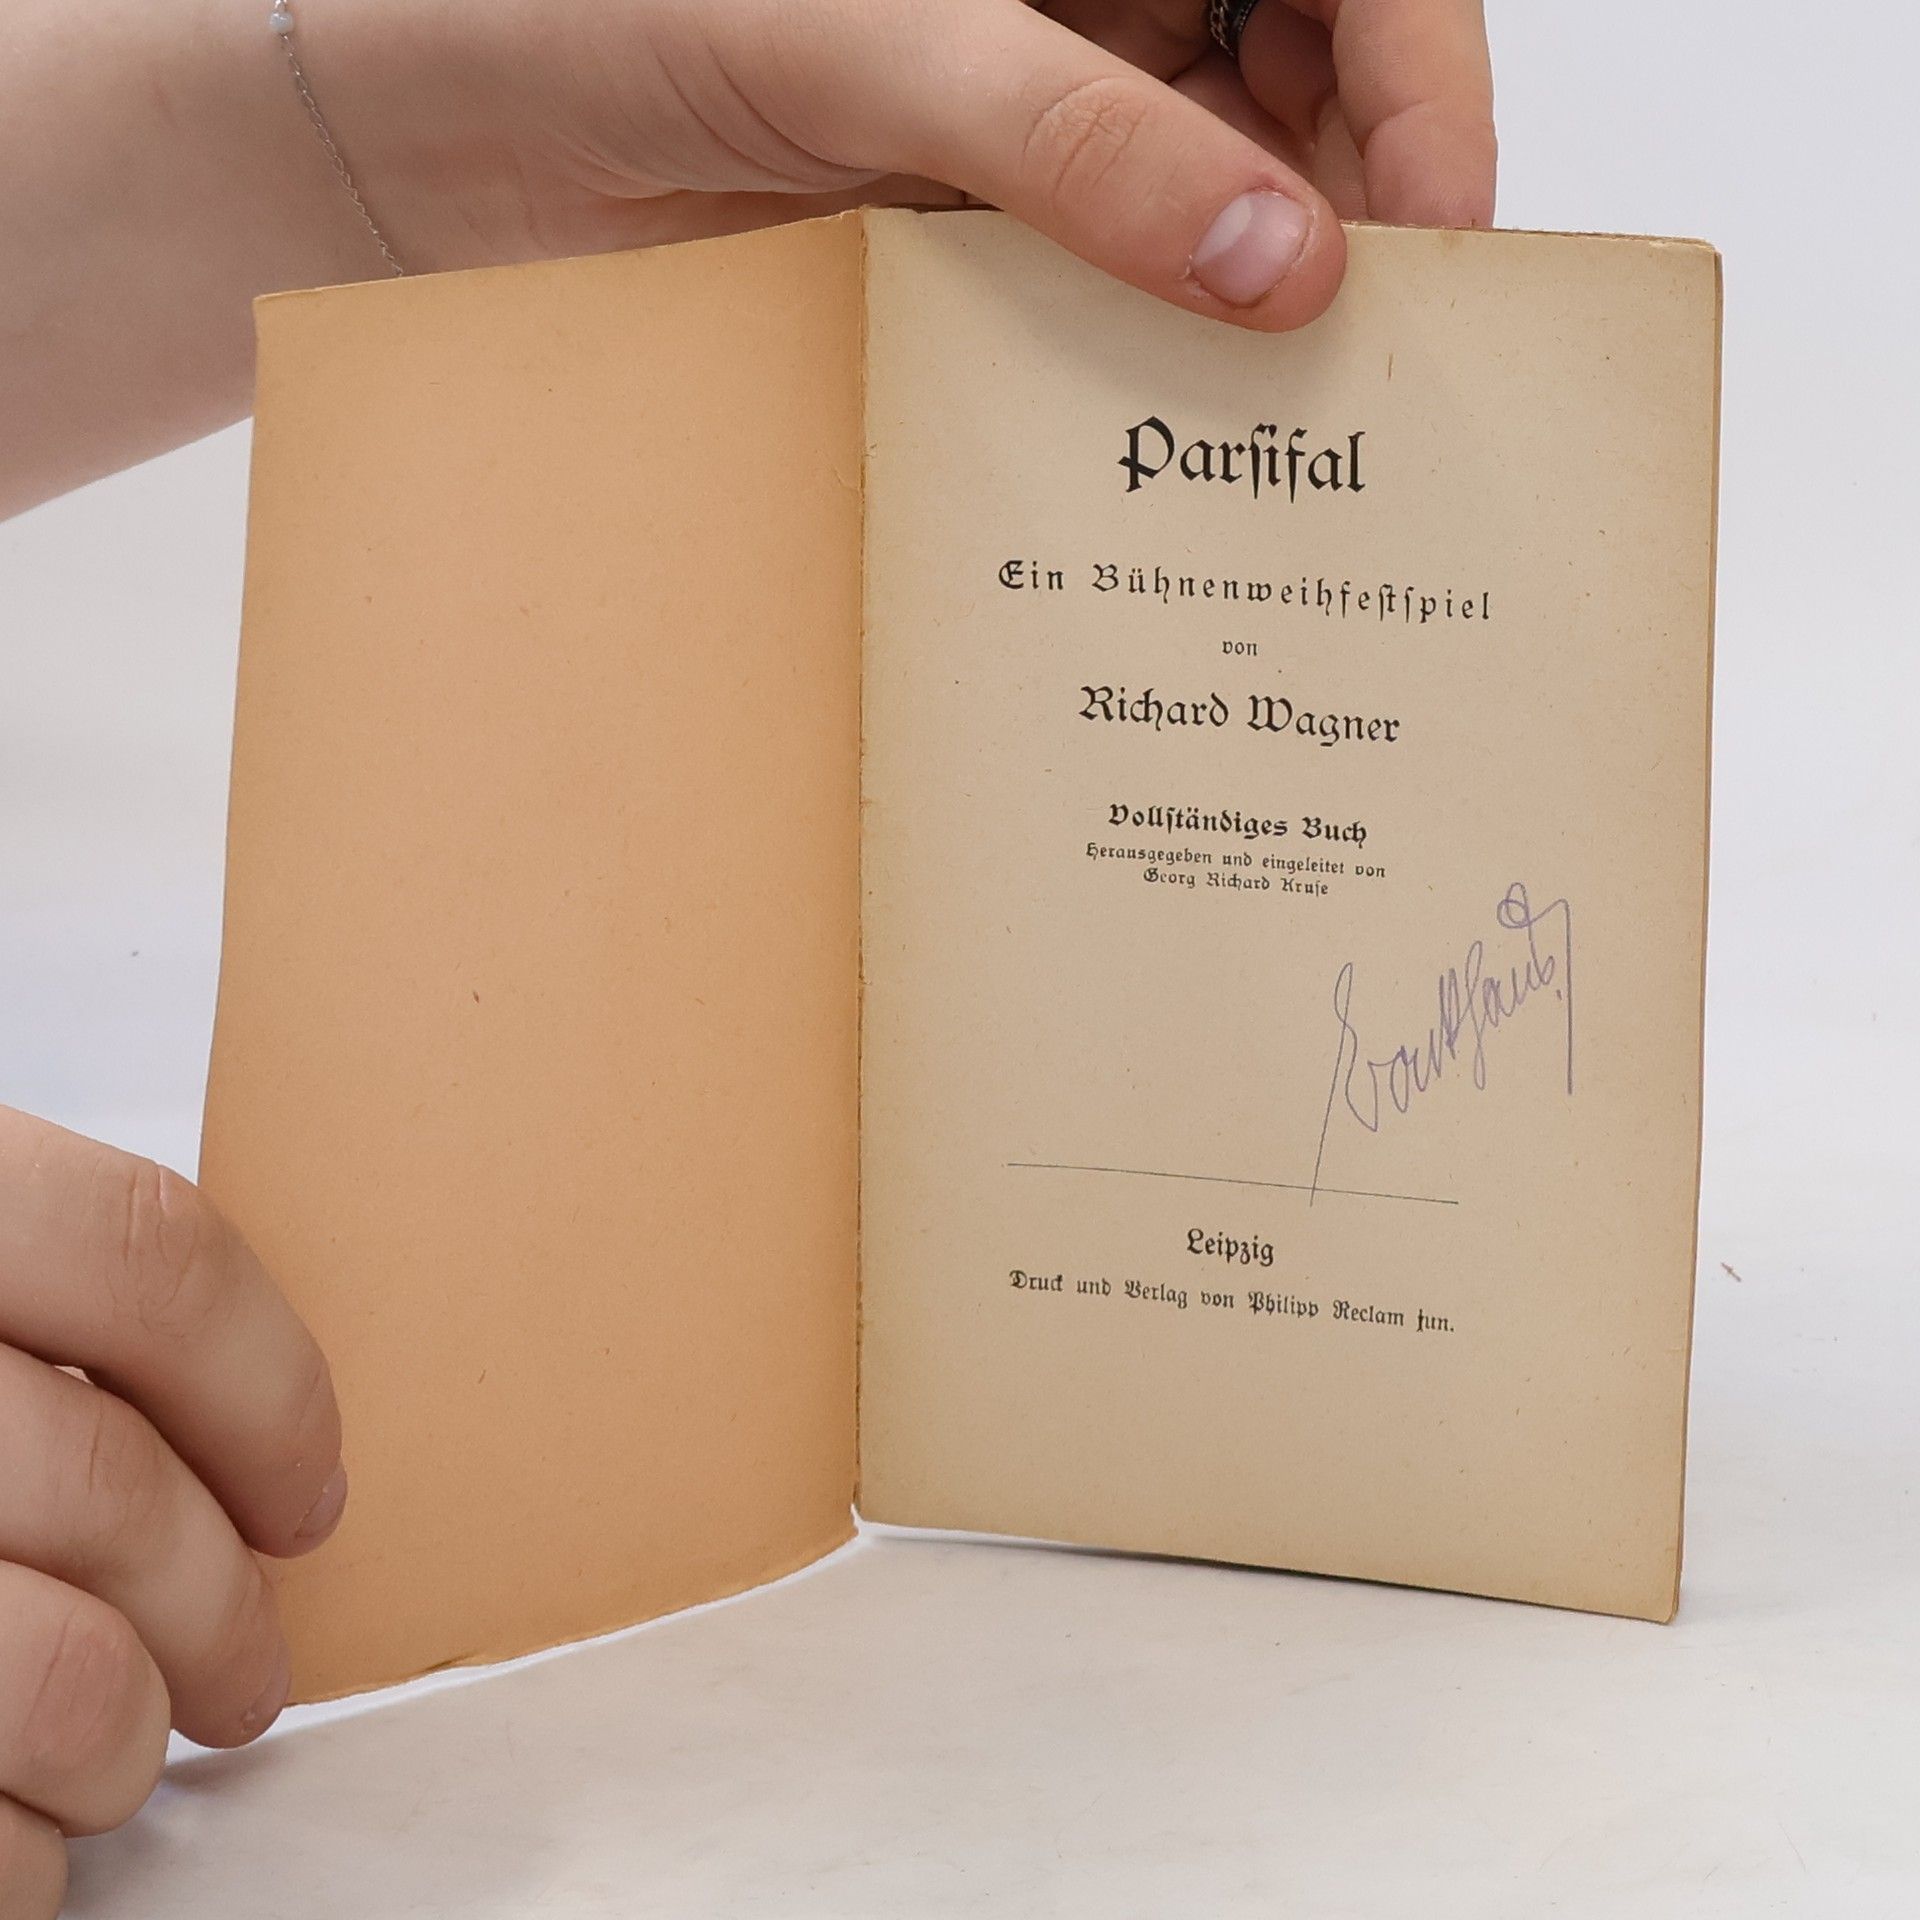 Parſifal
Ein Bühnenweihfeſtſpiel
von
Richard Wagner
Vollſtändiges Buch
Herausgegeben und eingeleitet von
Georg Richard Kruſe
Leipzig
Druck und Verlag von Philipp Reclam jun.